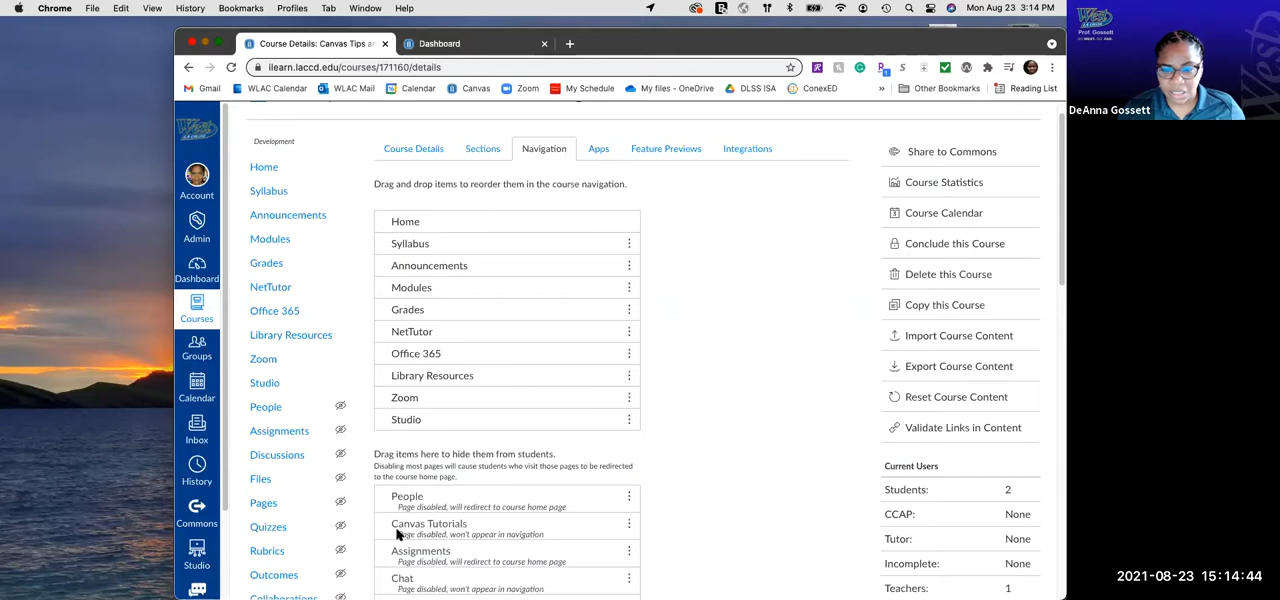 Chrome File Edit View History Bookmarks Profiles Tab Window Help
Mon Aud 23 3:14 PM
West
Prof. Gossett
GO WEST. GO FAR.
DeAnna Gossett
Course Details: Canvas Tips a
Dashboard
ilearn.laccd.edu/courses/171160/details
Gmail WLAC Calendar WLAC Mail Calendar Canvas Zoom My Schedule My files - OneDrive DLSS ISA ConexED » Other Bookmarks Reading List
Account
Admin
Dashboard
Courses
Groups
Calendar
Inbox
History
Commons
Studio
Development
Home
Syllabus
Announcements
Modules
Grades
NetTutor
Office 365
Library Resources
Zoom
Studio
People
Assignments
Discussions
Files
Pages
Quizzes
Rubrics
Outcomes
Collaborations
Course Details Sections Navigation Apps Feature Previews Integrations
Drag and drop items to reorder them in the course navigation.
Home
Syllabus
Announcements
Modules
Grades
NetTutor
Office 365
Library Resources
Zoom
Studio
Drag items here to hide them from students.
Disabling most pages will cause students who visit those pages to be redirected
to the course home page.
People
Page disabled, will redirect to course home page
Canvas Tutorials
Page disabled, won't appear in navigation
Assignments
Page disabled, will redirect to course home page
Chat
Page disabled, won't appear in navigation
Share to Commons
Course Statistics
Course Calendar
Conclude this Course
Delete this Course
Copy this Course
Import Course Content
Export Course Content
Reset Course Content
Validate Links in Content
Current Users
Students: 2
CCAP: None
Tutor: None
Incomplete: None
Teachers: 1
2021-08-23 15:14:44